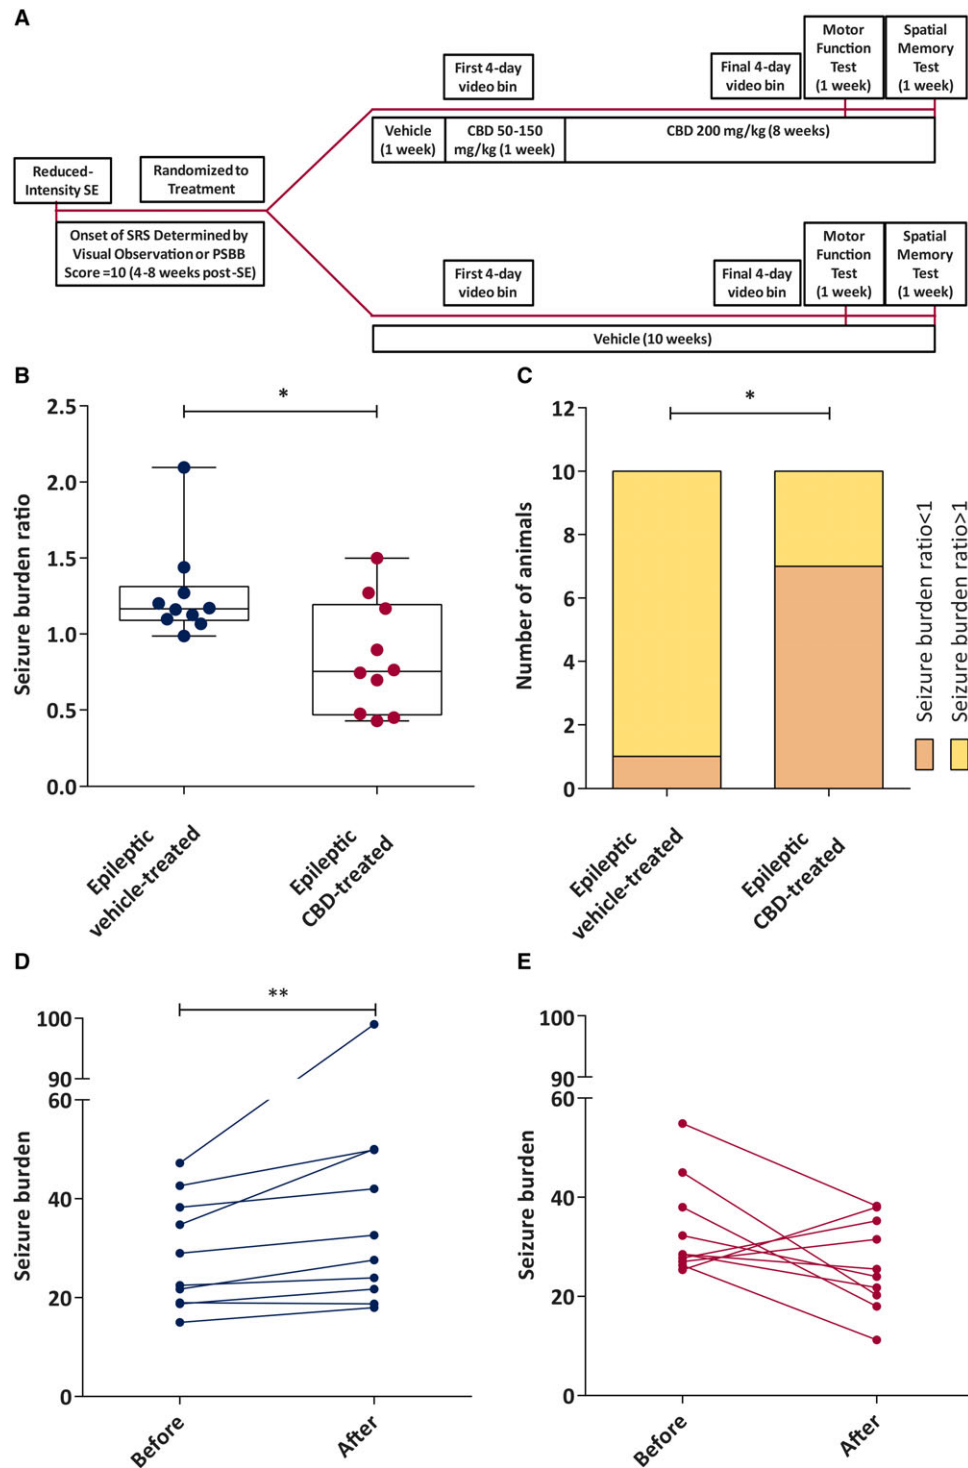 A
Reduced-
Intensity SE
Randomized to
Treatment
Onset of SRS Determined by
Visual Observation or PSBB
Score =10 (4-8 weeks post-SE)
First 4-day
video bin
Final 4-day
video bin
Motor
Function
Test
(1 week)
Spatial
Memory
Test
(1 week)
Vehicle
(1 week)
CBD 50-150
mg/kg (1 week)
CBD 200 mg/kg (8 weeks)
First 4-day
video bin
Final 4-day
video bin
Motor
Function
Test
(1 week)
Spatial
Memory
Test
(1 week)
Vehicle (10 weeks)
B
Seizure burden ratio
2.5
2.0
1.5
1.0
0.5
0.0
*
Epileptic
vehicle-treated
Epileptic
CBD-treated
C
Number of animals
12
10
8
6
4
2
0
*
Epileptic
vehicle-treated
Epileptic
CBD-treated
Seizure burden ratio<1
Seizure burden ratio>1
D
Seizure burden
100
90
60
40
20
0
**
Before
After
E
Seizure burden
100
90
60
40
20
0
Before
After